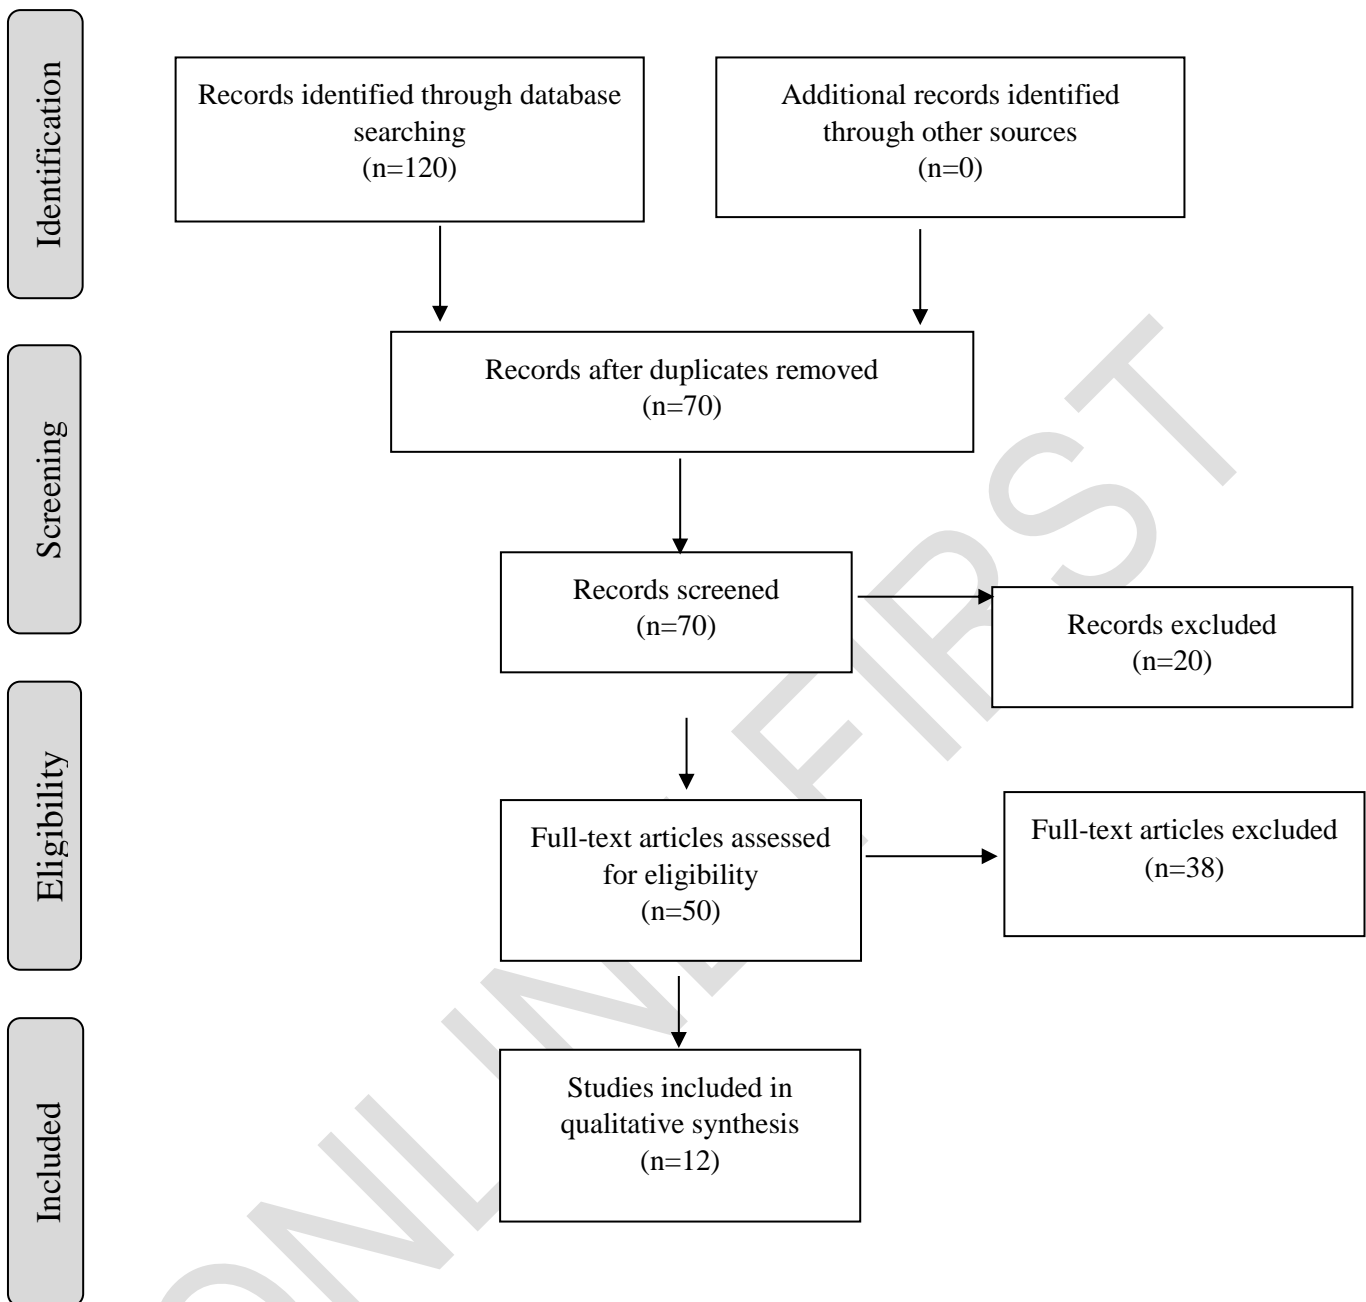 Identification
Records identified through database
searching
(n=120)
Additional records identified
through other sources
(n=0)
Screening
Records after duplicates removed
(n=70)
Records screened
(n=70)
Records excluded
(n=20)
Eligibility
Full-text articles assessed
for eligibility
(n=50)
Full-text articles excluded
(n=38)
Included
Studies included in
qualitative synthesis
(n=12)
ONLINE FIRST